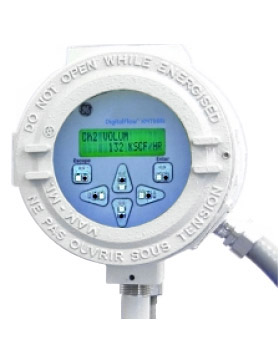 DO NOT OPEN WHILE ENERGISED
DigitalFlow
CH2:VOLUM
132 KSCF/HR
Escape
Enter
NE PAS OUVRIR SOUS TENSION